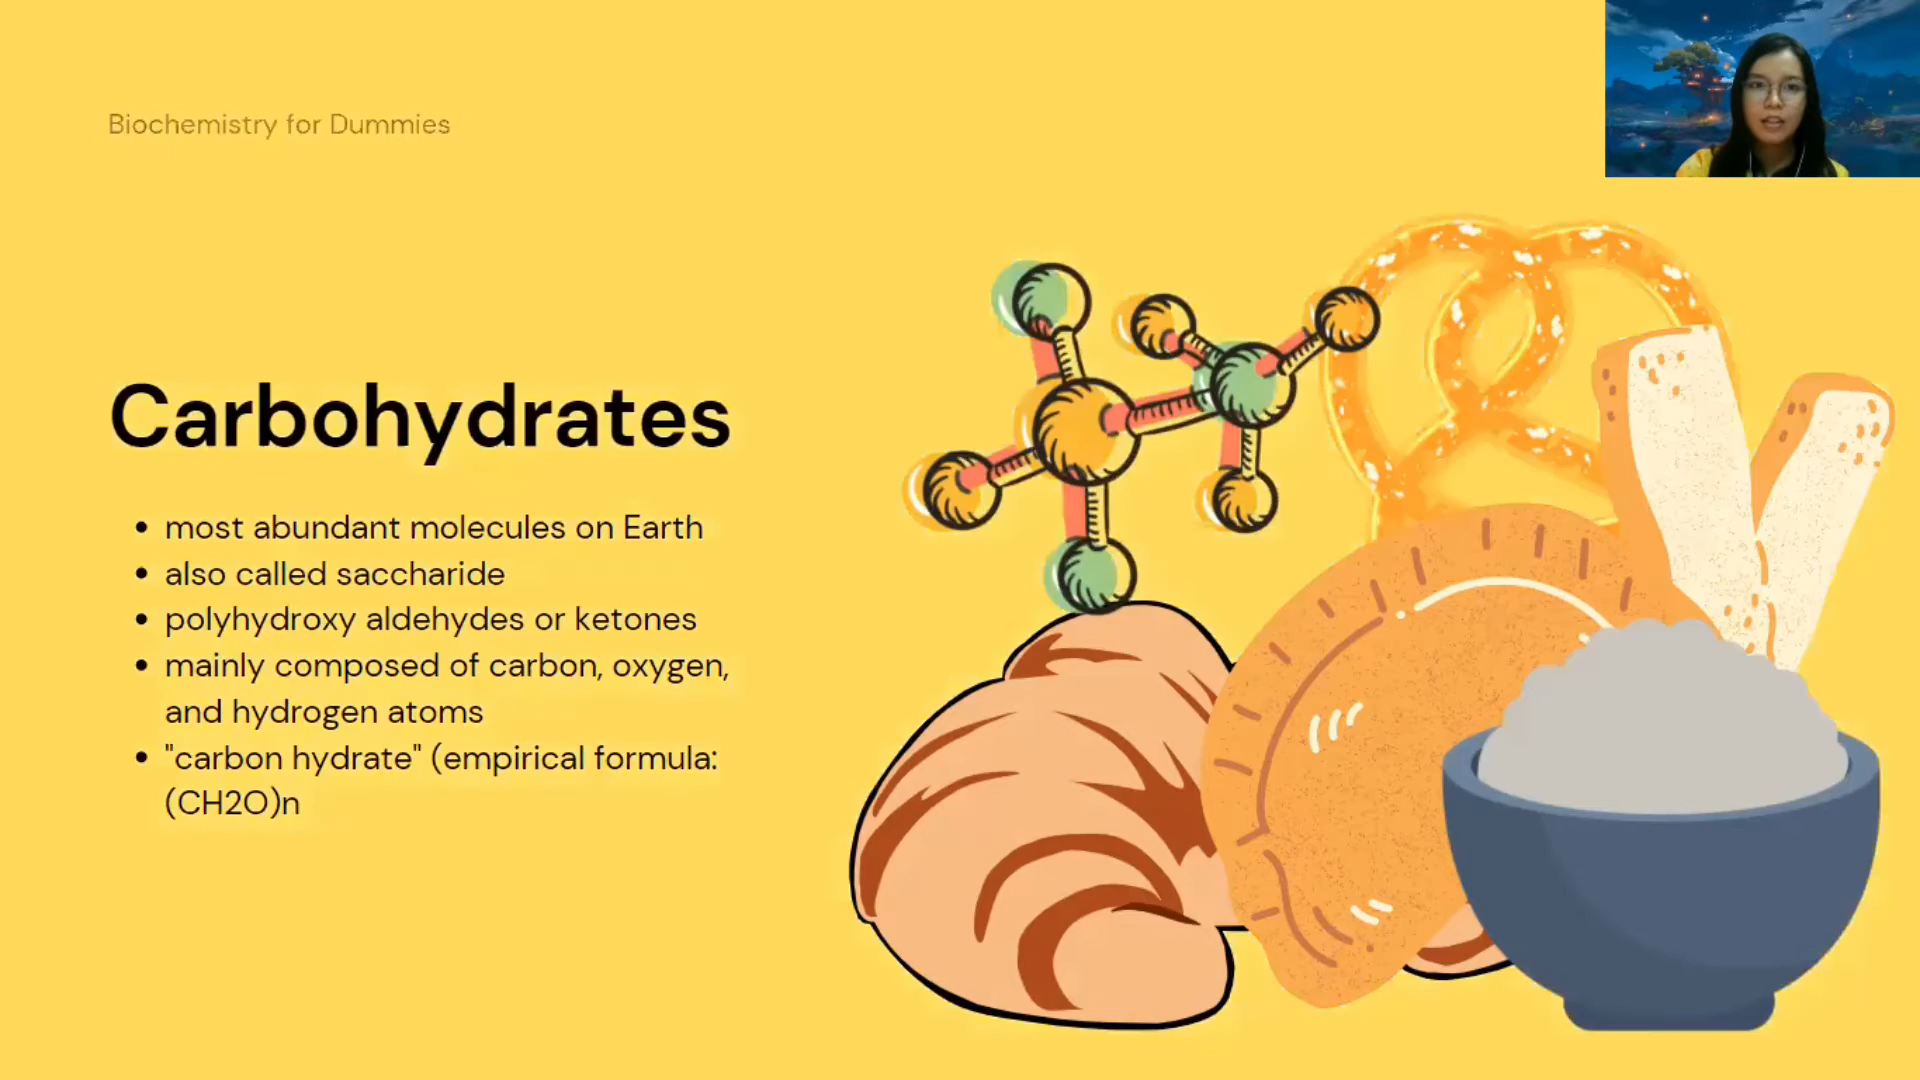 Biochemistry for Dummies
Carbohydrates
• most abundant molecules on Earth
• also called saccharide
• polyhydroxy aldehydes or ketones
• mainly composed of carbon, oxygen,
and hydrogen atoms
• "carbon hydrate" (empirical formula:
(CH2O)n